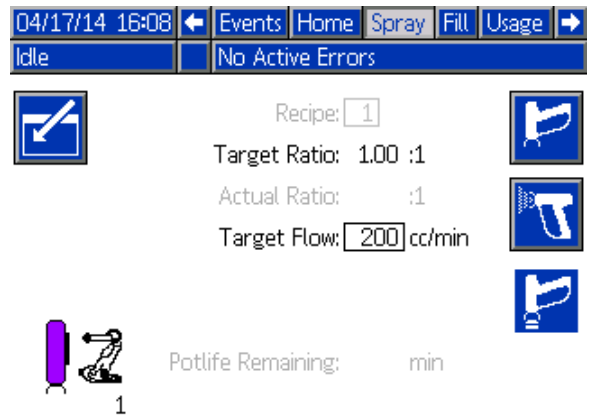 04/17/14 16:08 Events Home Spray Fill Usage
Idle No Active Errors
Recipe: 1
Target Ratio: 1.00 :1
Actual Ratio: :1
Target Flow: 200 cc/min
Potlife Remaining: min
1